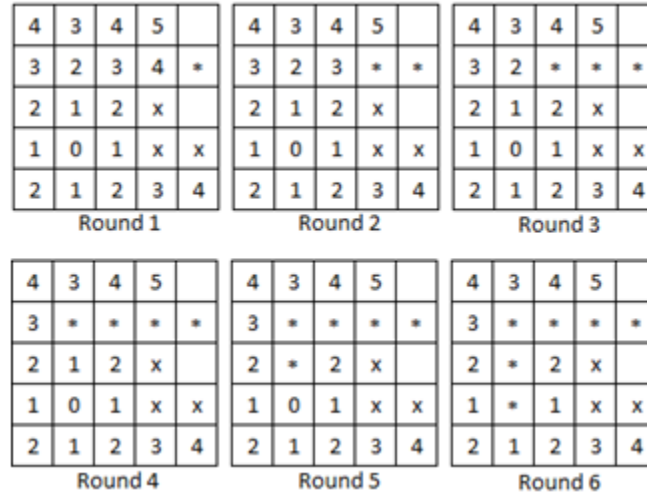 4 3 4 5
3 2 3 4 *
2 1 2 x
1 0 1 x x
2 1 2 3 4
Round 1
4 3 4 5
3 2 3 * *
2 1 2 x
1 0 1 x x
2 1 2 3 4
Round 2
4 3 4 5
3 2 * * *
2 1 2 x
1 0 1 x x
2 1 2 3 4
Round 3
4 3 4 5
3 * * * *
2 1 2 x
1 0 1 x x
2 1 2 3 4
Round 4
4 3 4 5
3 * * * *
2 * 2 x
1 0 1 x x
2 1 2 3 4
Round 5
4 3 4 5
3 * * * *
2 * 2 x
1 * 1 x x
2 1 2 3 4
Round 6